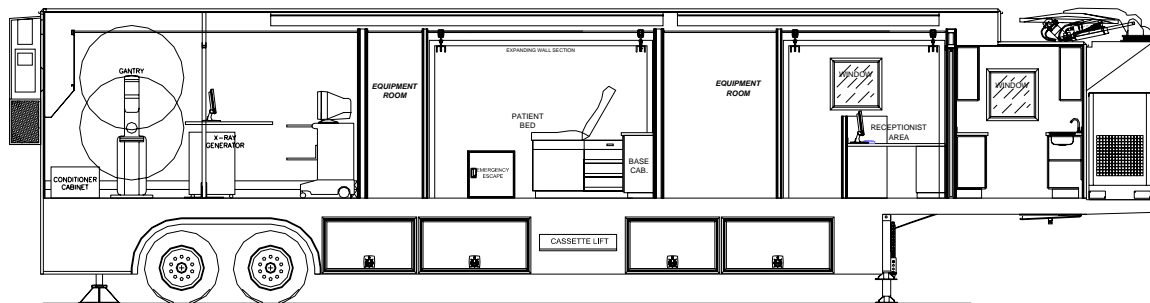 EXPANDING WALL SECTION
GANTRY
EQUIPMENT
ROOM
EQUIPMENT
ROOM
WINDOW
WINDOW
PATIENT
BED
RECEPTIONIST
AREA
X-RAY
GENERATOR
BASE
CAB.
EMERGENCY
ESCAPE
CONDITIONER
CABINET
CASSETTE LIFT